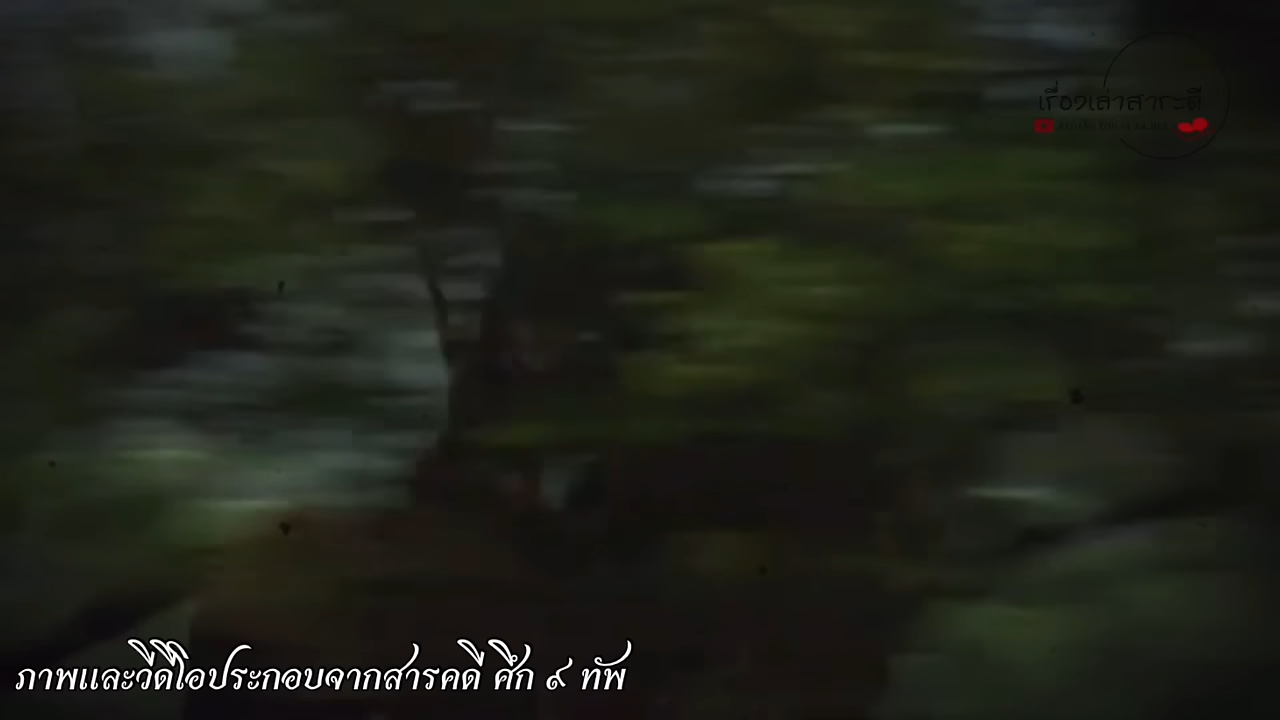 เรื่องเล่าสาระดี
ภาพและวีดีโอประกอบจากสารคดี ศึก ๙ ทัพ